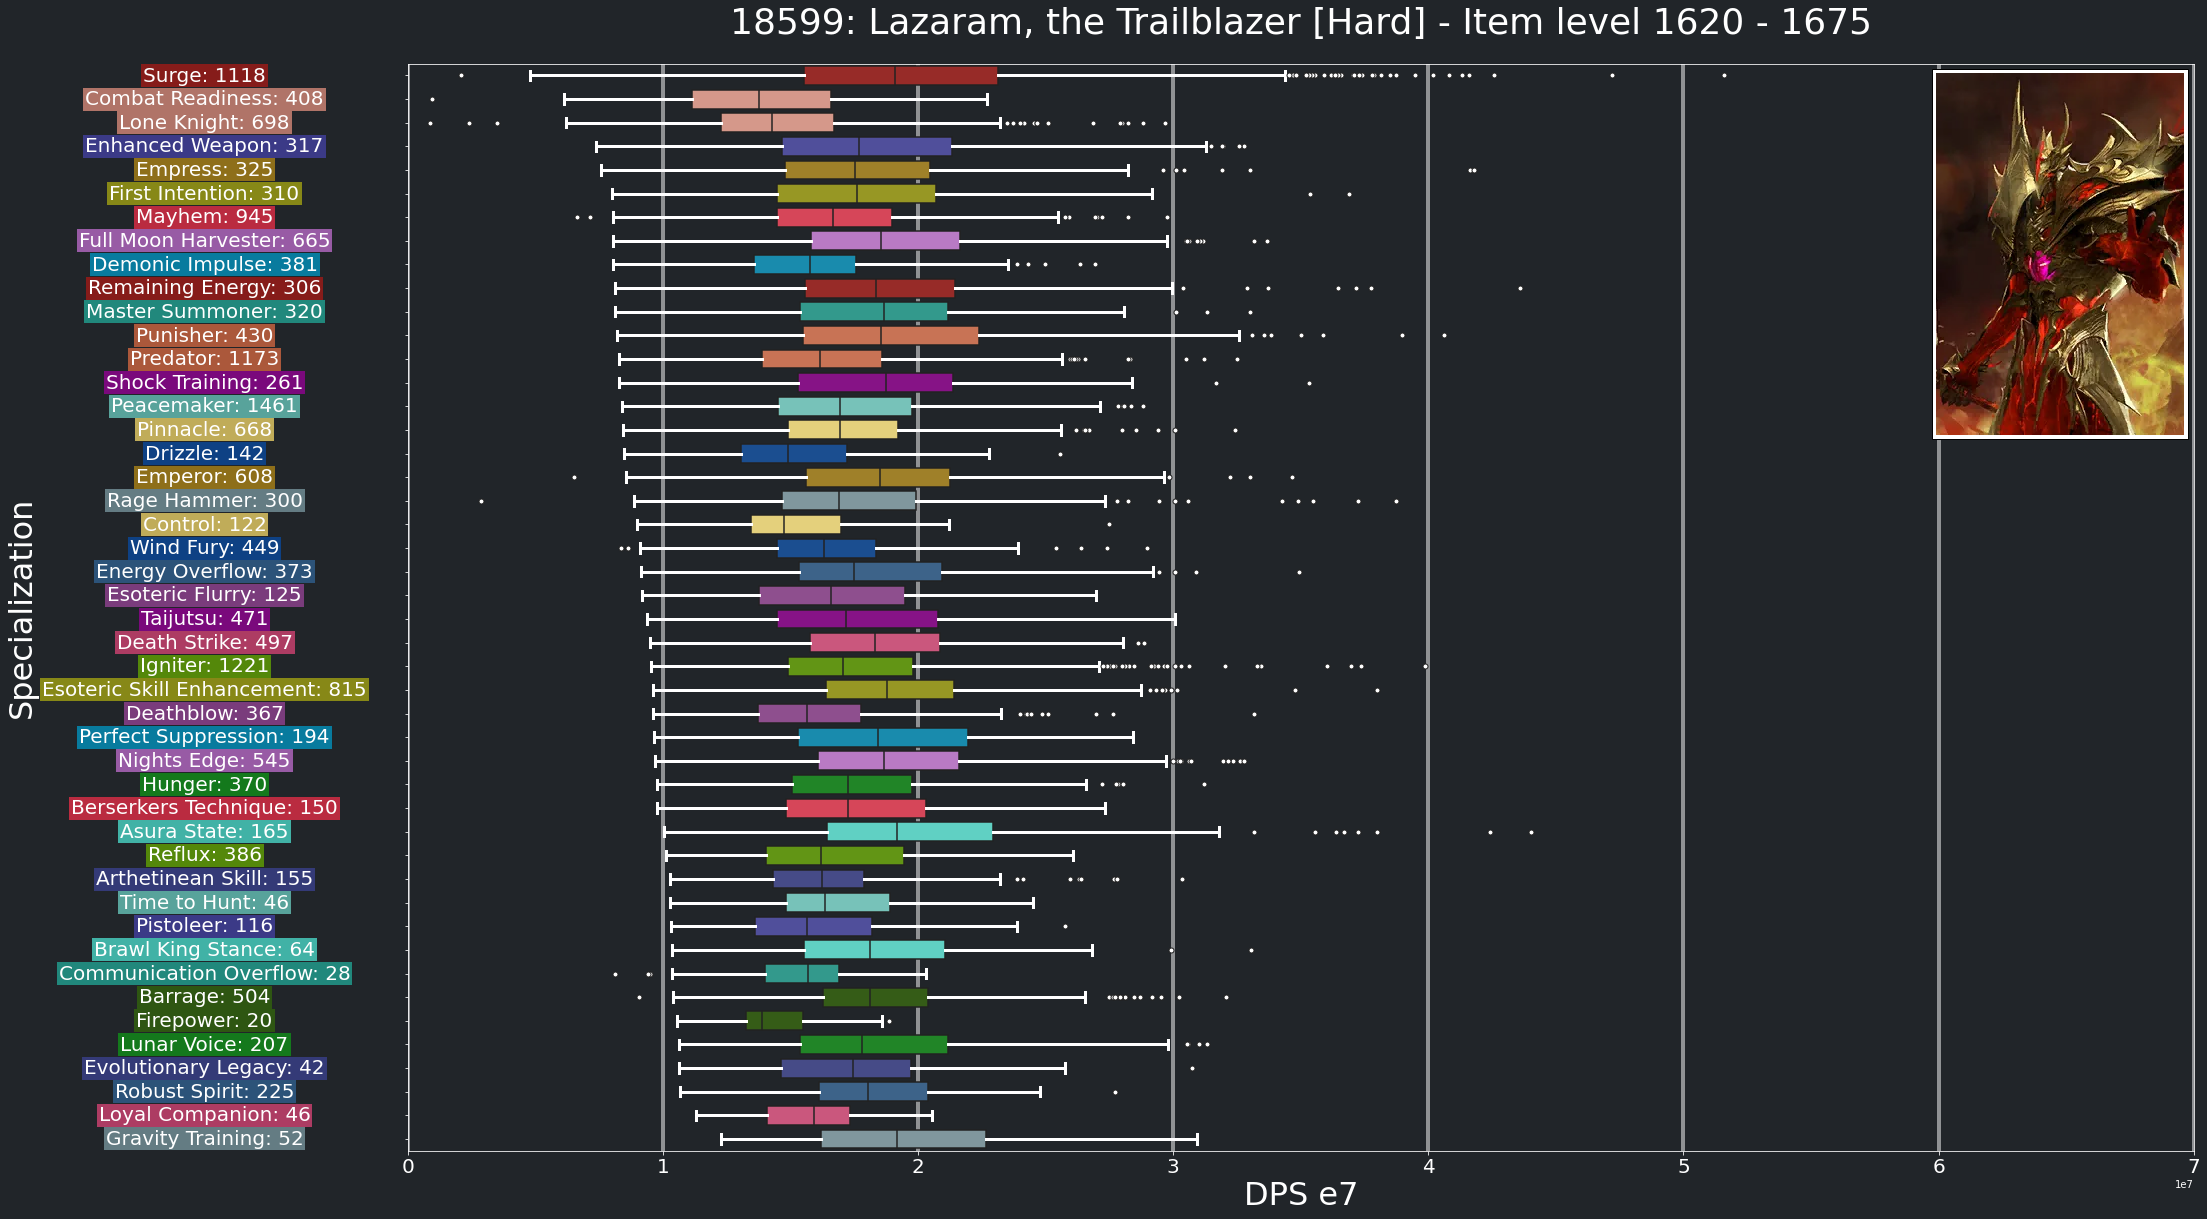 18599: Lazaram, the Trailblazer [Hard] - Item level 1620 - 1675
Specialization
Surge: 1118
Combat Readiness: 408
Lone Knight: 698
Enhanced Weapon: 317
Empress: 325
First Intention: 310
Mayhem: 945
Full Moon Harvester: 665
Demonic Impulse: 381
Remaining Energy: 306
Master Summoner: 320
Punisher: 430
Predator: 1173
Shock Training: 261
Peacemaker: 1461
Pinnacle: 668
Drizzle: 142
Emperor: 608
Rage Hammer: 300
Control: 122
Wind Fury: 449
Energy Overflow: 373
Esoteric Flurry: 125
Taijutsu: 471
Death Strike: 497
Igniter: 1221
Esoteric Skill Enhancement: 815
Deathblow: 367
Perfect Suppression: 194
Nights Edge: 545
Hunger: 370
Berserkers Technique: 150
Asura State: 165
Reflux: 386
Arthetinean Skill: 155
Time to Hunt: 46
Pistoleer: 116
Brawl King Stance: 64
Communication Overflow: 28
Barrage: 504
Firepower: 20
Lunar Voice: 207
Evolutionary Legacy: 42
Robust Spirit: 225
Loyal Companion: 46
Gravity Training: 52
0 1 2 3 4 5 6 7
1e7
DPS e7